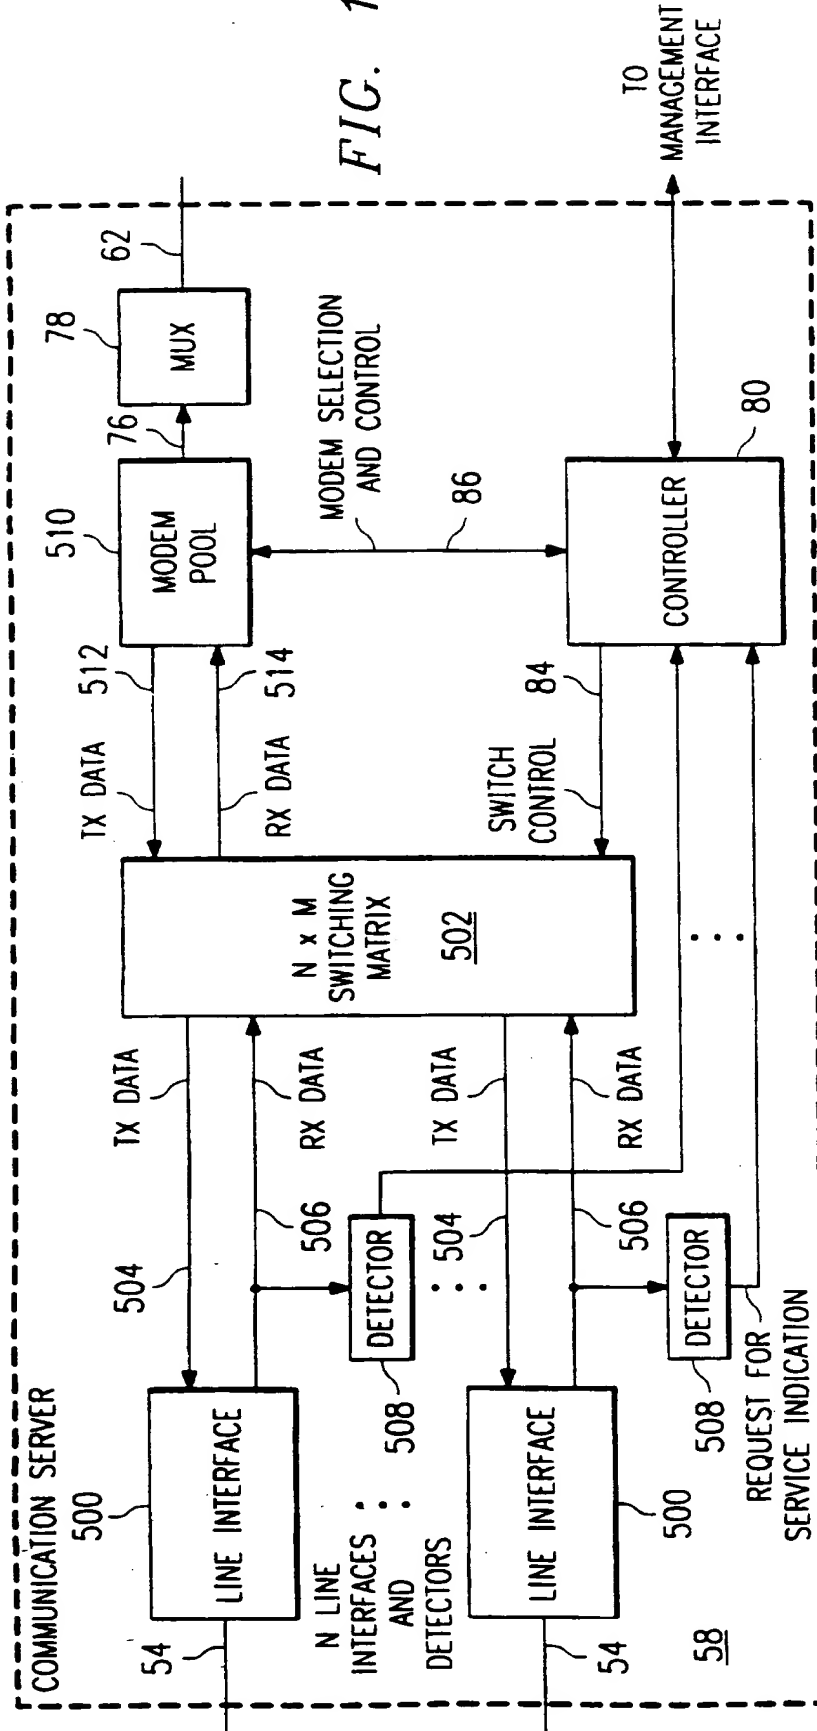 COMMUNICATION SERVER
500
54
LINE INTERFACE
504
TX DATA
506
RX DATA
N x M
SWITCHING
MATRIX
502
TX DATA
512
RX DATA
514
510
MODEM
POOL
76
78
MUX
62
FIG. 1
N LINE
INTERFACES
AND
DETECTORS
508
DETECTOR
504
TX DATA
506
RX DATA
SWITCH
CONTROL
84
MODEM SELECTION
AND CONTROL
86
CONTROLLER
80
TO
MANAGEMENT
INTERFACE
54
LINE INTERFACE
500
508
DETECTOR
REQUEST FOR
SERVICE INDICATION
58